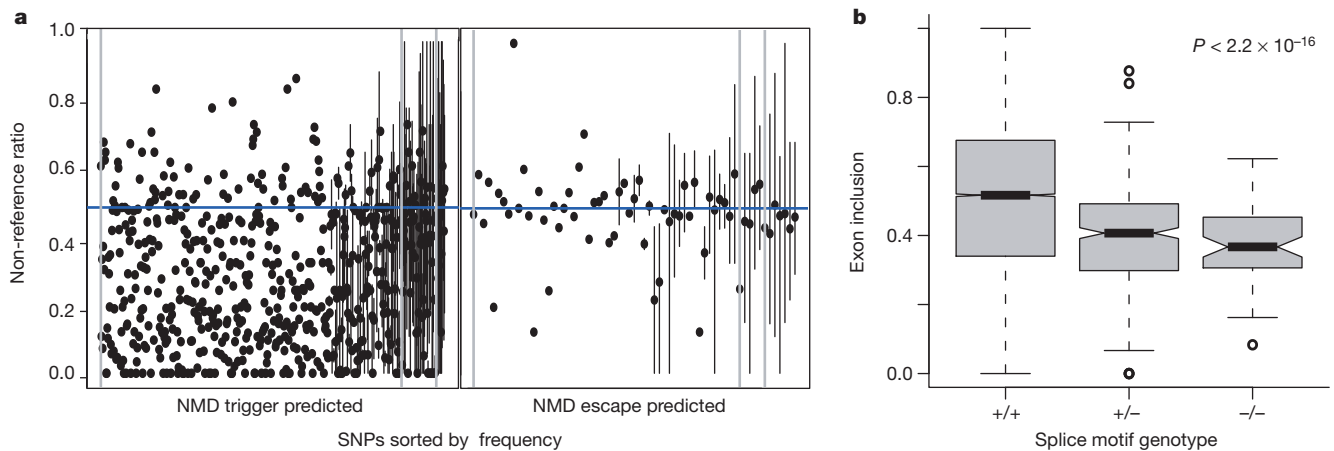 a
Non-reference ratio
1.0
0.8
0.6
0.4
0.2
0.0
NMD trigger predicted
NMD escape predicted
SNPs sorted by frequency
b
P < 2.2 × 10⁻¹⁶
Exon inclusion
0.8
0.4
0.0
+/+
+/−
−/−
Splice motif genotype